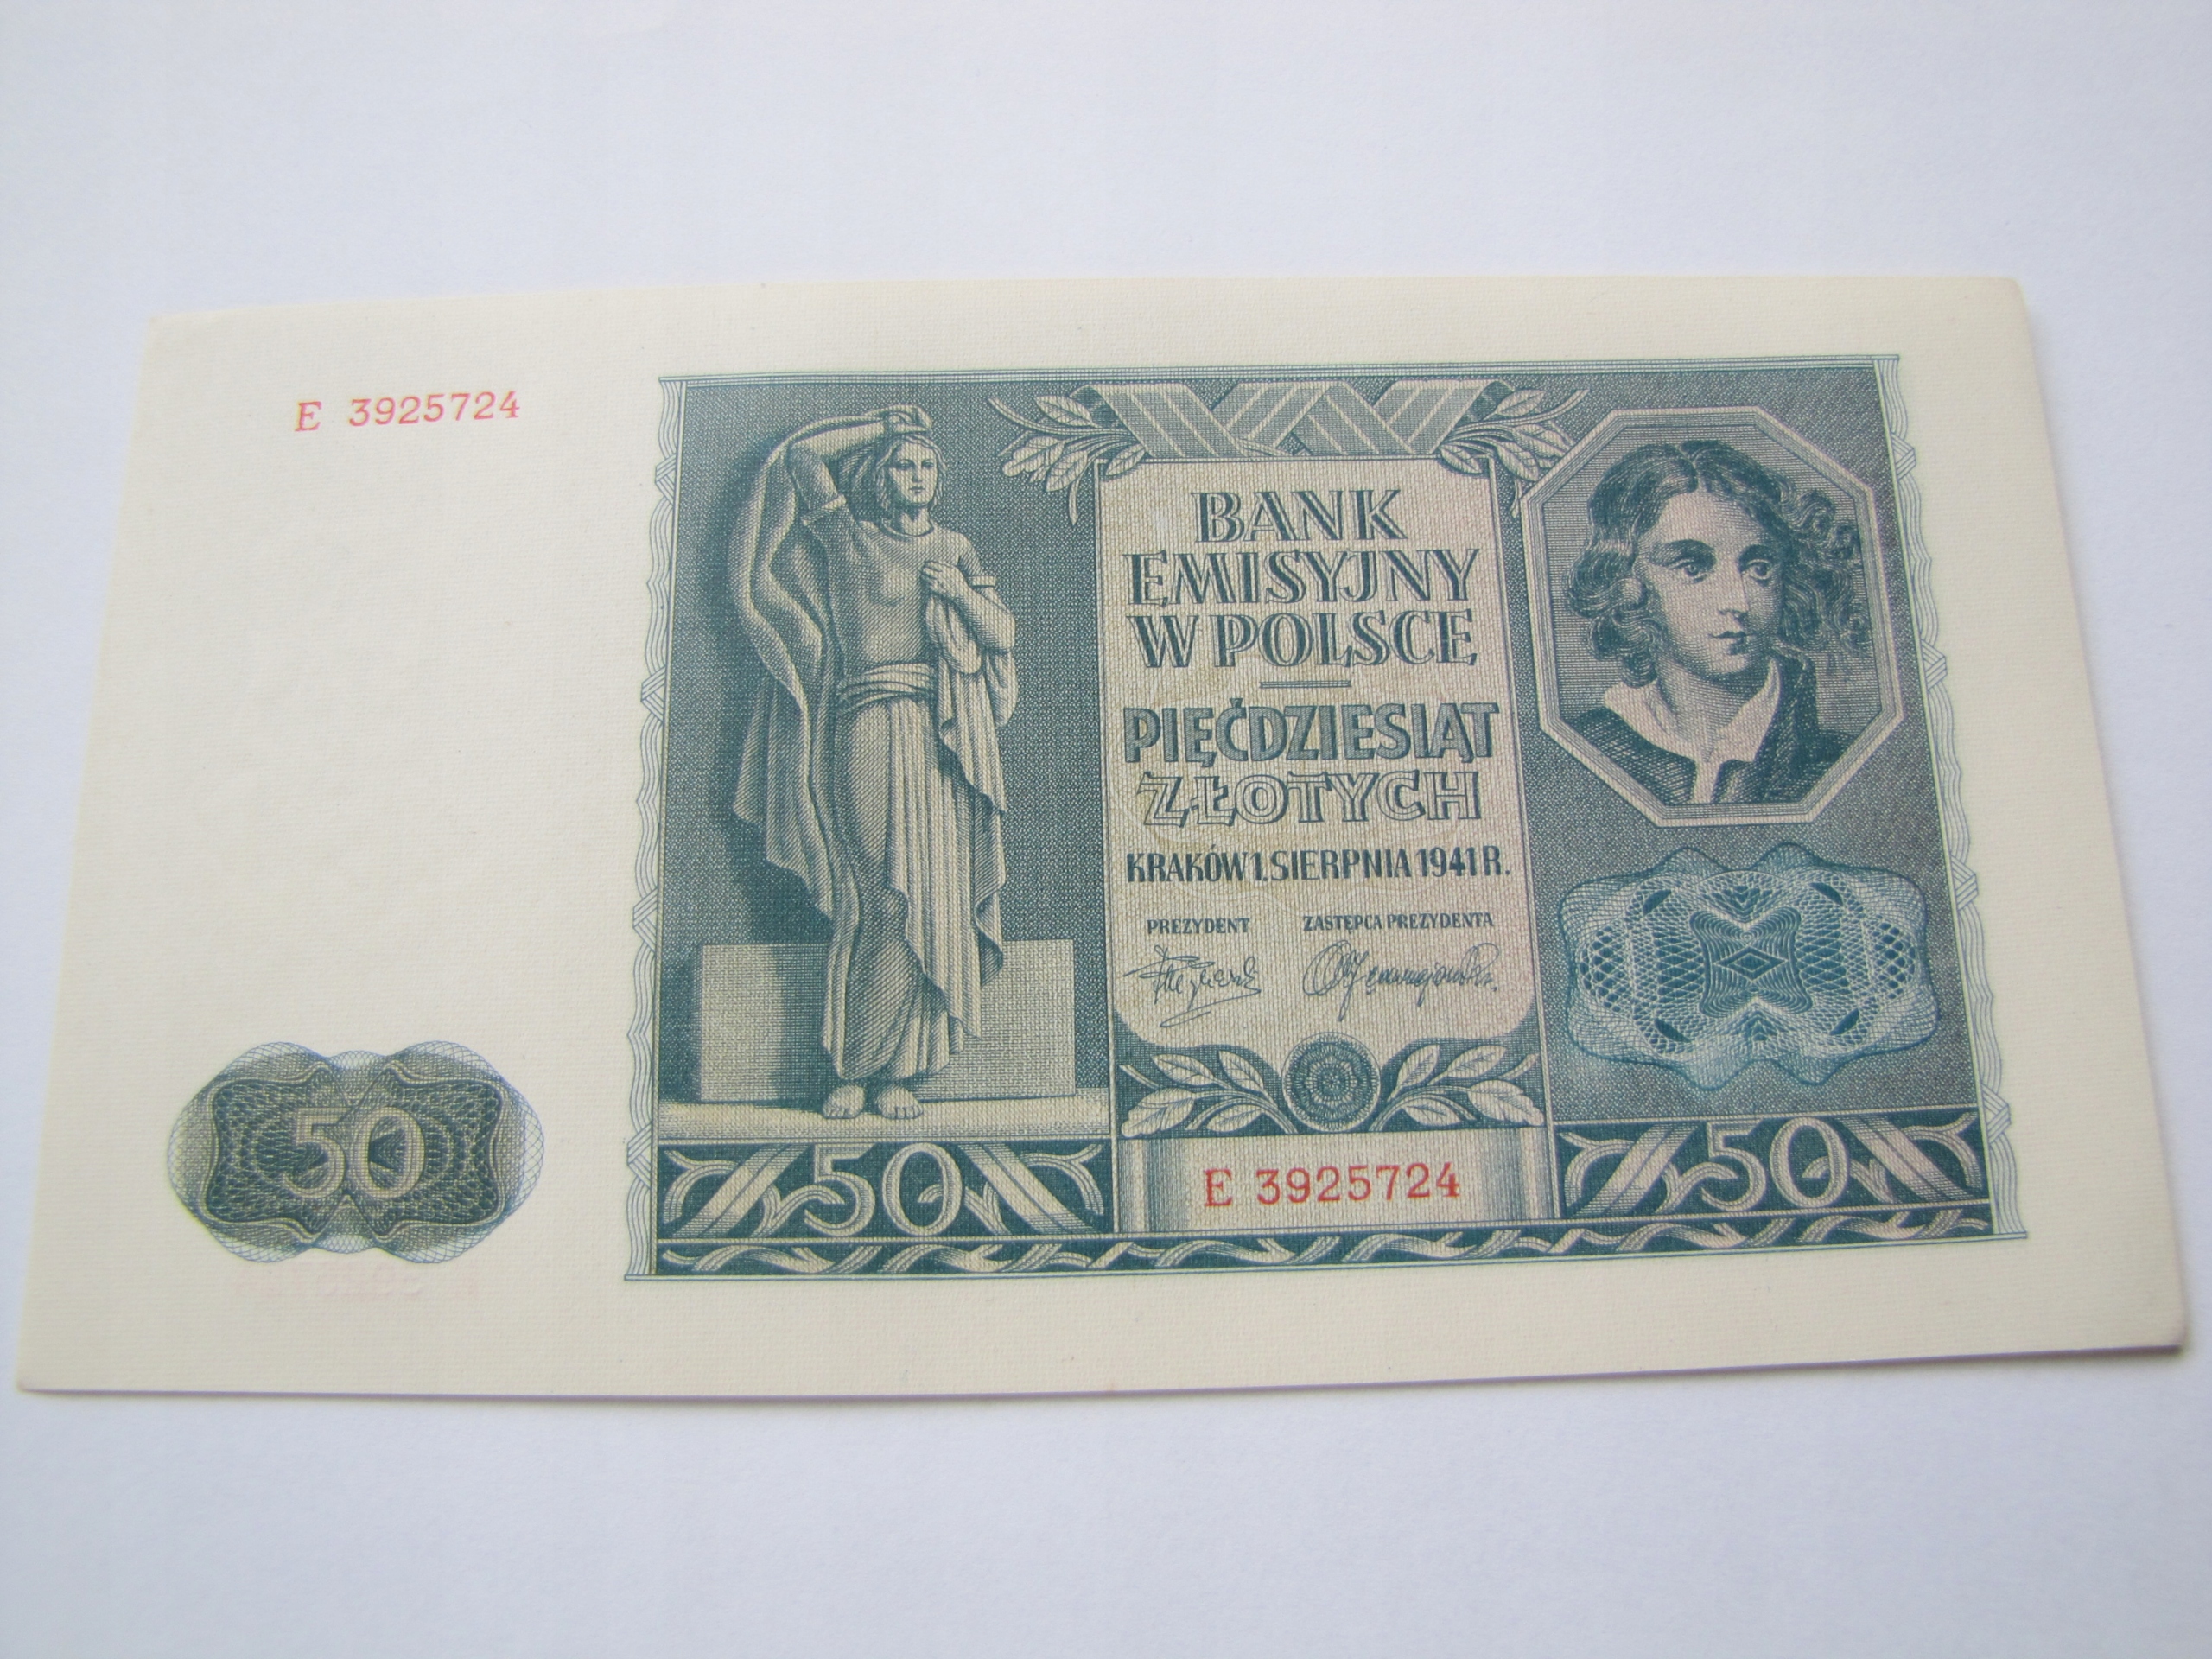 E 3925724
BANK
EMISYJNY
W POLSCE
PIĘĆDZIESIĄT
ZŁOTYCH
KRAKÓW 1. SIERPNIA 1941 R.
PREZYDENT ZASTĘPCA PREZYDENTA
50
50 E 3925724 50